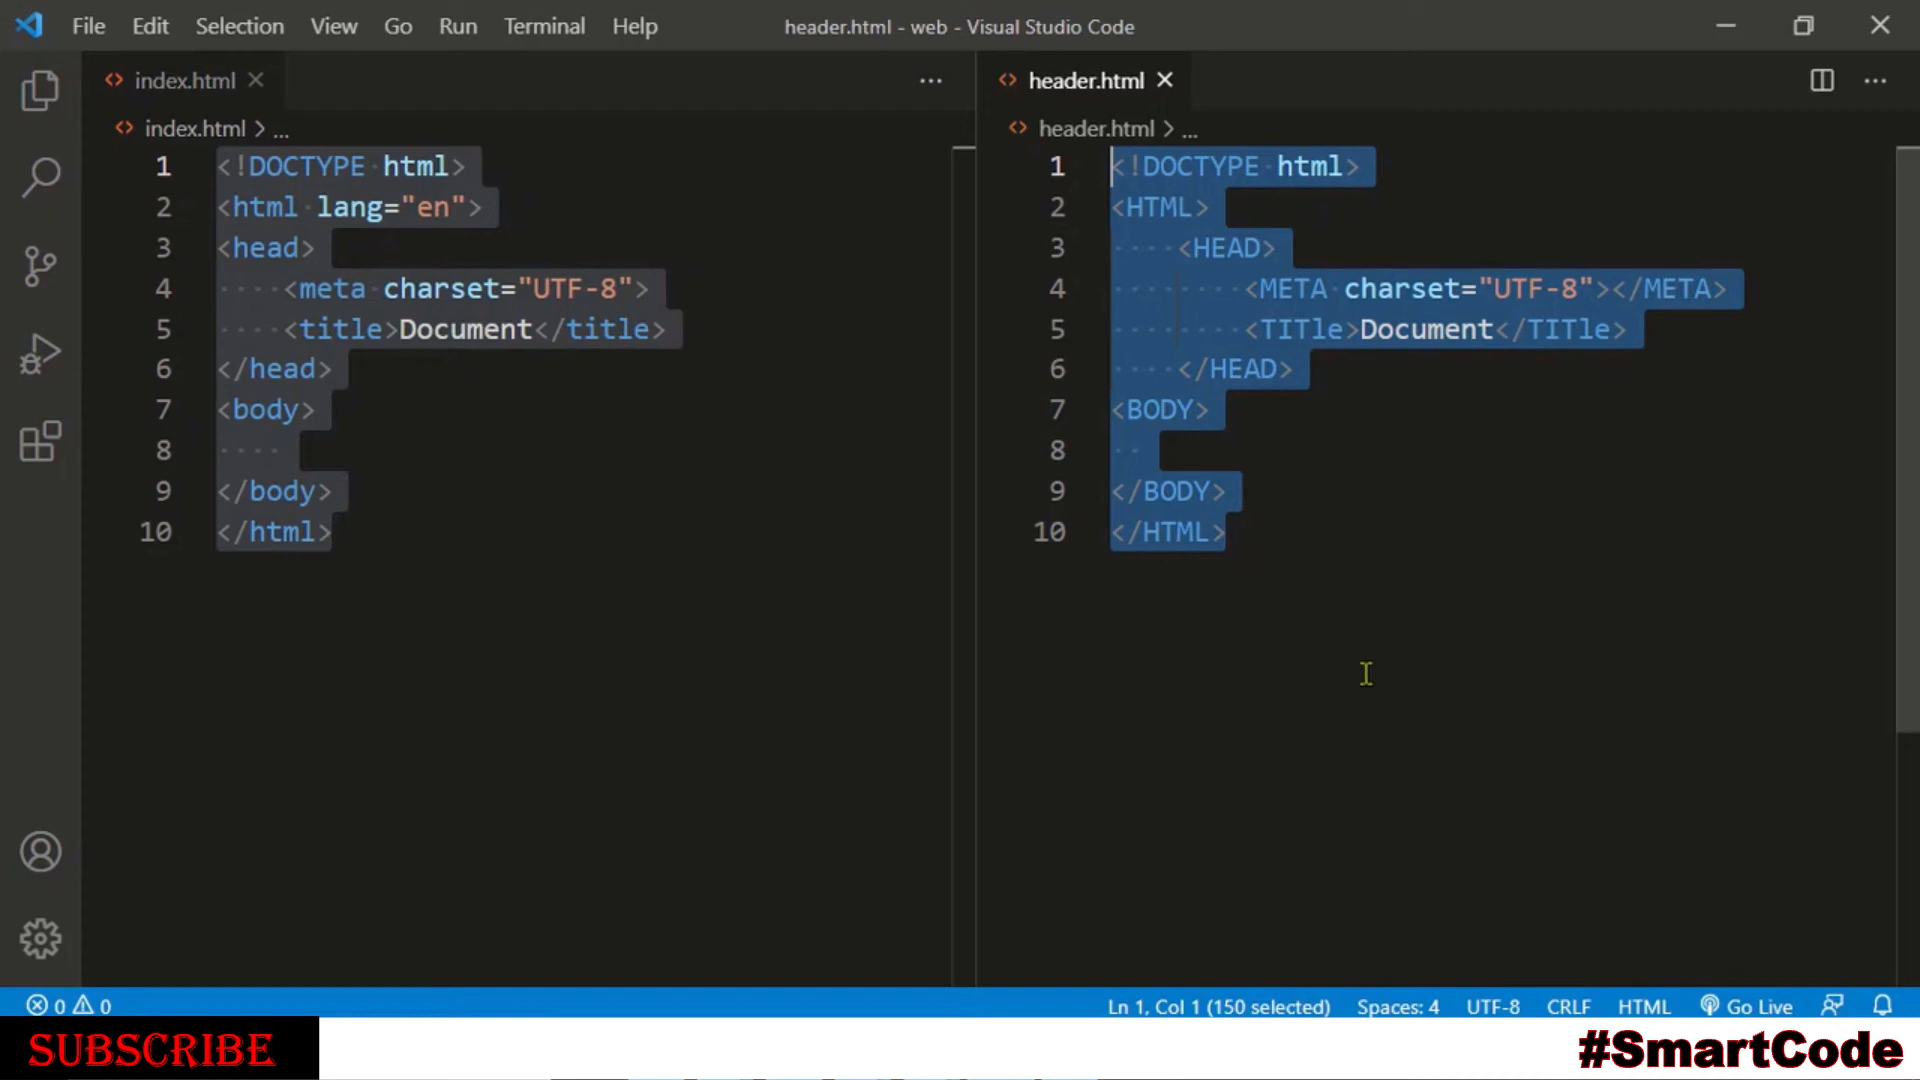 File Edit Selection View Go Run Terminal Help
header.html - web - Visual Studio Code
index.html
header.html
index.html > ...
1 <!DOCTYPE html>
2 <html lang="en">
3 <head>
4     <meta charset="UTF-8">
5     <title>Document</title>
6 </head>
7 <body>
8
9 </body>
10 </html>
header.html > ...
1 <!DOCTYPE html>
2 <HTML>
3     <HEAD>
4         <META charset="UTF-8"></META>
5         <TITle>Document</TITle>
6     </HEAD>
7 <BODY>
8
9 </BODY>
10 </HTML>
0 0
Ln 1, Col 1 (150 selected) Spaces: 4 UTF-8 CRLF HTML Go Live
SUBSCRIBE
#SmartCode